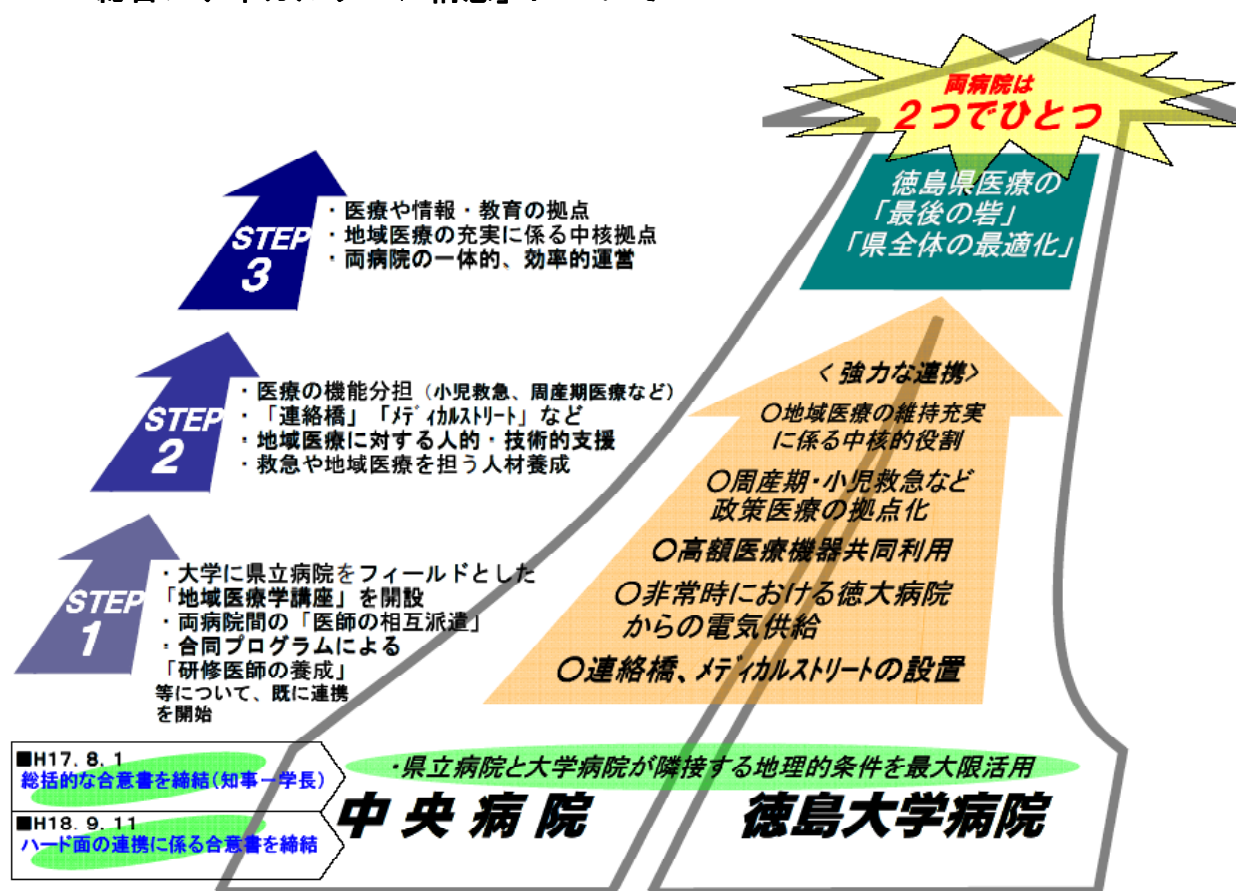 両病院は
2つでひとつ
徳島県医療の
「最後の砦」
「県全体の最適化」
STEP
3
・医療や情報・教育の拠点
・地域医療の充実に係る中核拠点
・両病院の一体的、効率的運営
STEP
2
・医療の機能分担（小児救急、周産期医療など）
・「連絡橋」「ﾒﾃﾞｨｶﾙｽﾄﾘｰﾄ」など
・地域医療に対する人的・技術的支援
・救急や地域医療を担う人材養成
STEP
1
・大学に県立病院をフィールドとした
「地域医療学講座」を開設
・両病院間の「医師の相互派遣」
・合同プログラムによる
「研修医師の養成」
等について、既に連携
を開始
＜強力な連携＞
〇地域医療の維持充実
に係る中核的役割
〇周産期・小児救急など
政策医療の拠点化
〇高額医療機器共同利用
〇非常時における徳大病院
からの電気供給
〇連絡橋、ﾒﾃﾞｨｶﾙｽﾄﾘｰﾄの設置
■H17．8．1
総括的な合意書を締結(知事－学長)
■H18．9．11
ハード面の連携に係る合意書を締結
・県立病院と大学病院が隣接する地理的条件を最大限活用
中央病院
徳島大学病院